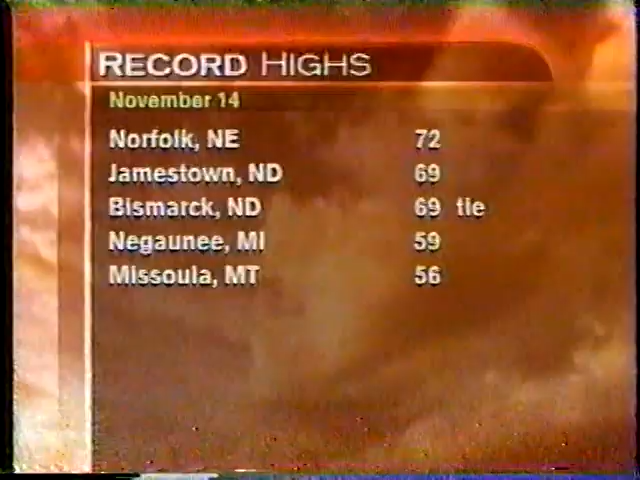 RECORD HIGHS
November 14
Norfolk, NE 72
Jamestown, ND 69
Bismarck, ND 69 tie
Negaunee, MI 59
Missoula, MT 56